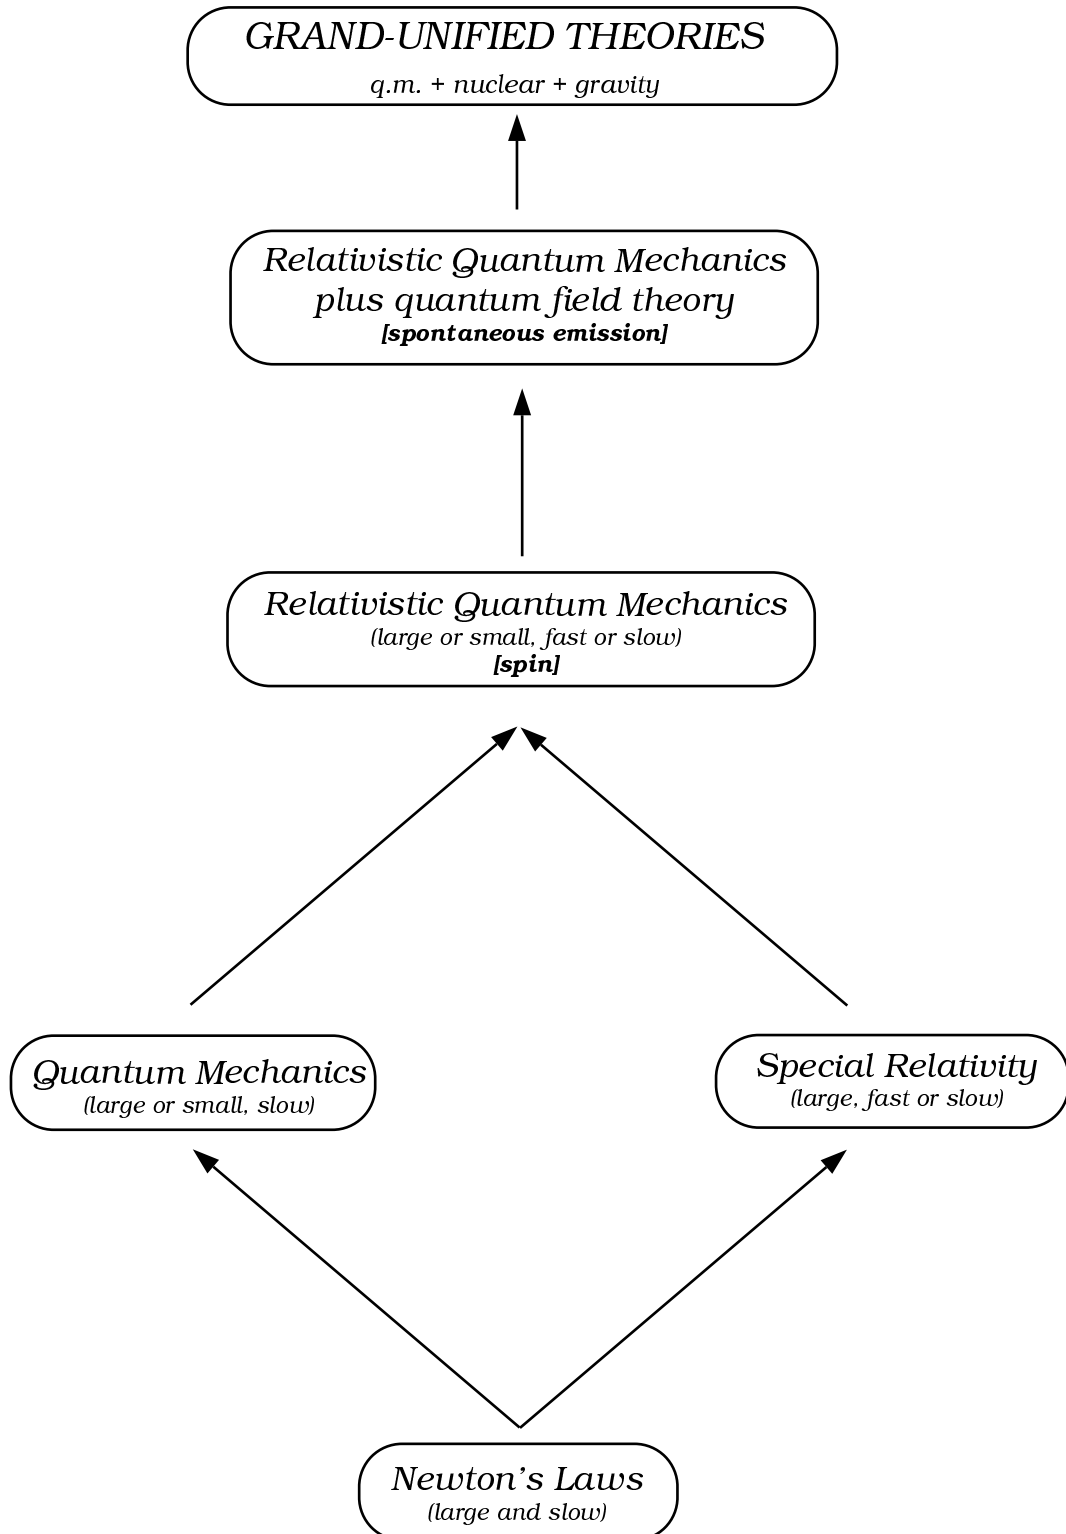 GRAND-UNIFIED THEORIES
q.m. + nuclear + gravity
Relativistic Quantum Mechanics
plus quantum field theory
[spontaneous emission]
Relativistic Quantum Mechanics
(large or small, fast or slow)
[spin]
Quantum Mechanics
(large or small, slow)
Special Relativity
(large, fast or slow)
Newton's Laws
(large and slow)